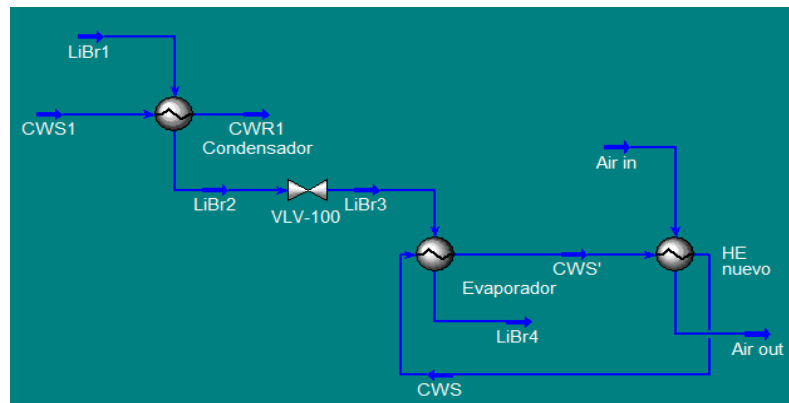 LiBr1
CWS1
CWR1
Condensador
Air in
LiBr2
VLV-100
LiBr3
CWS'
HE
nuevo
Evaporador
LiBr4
Air out
CWS